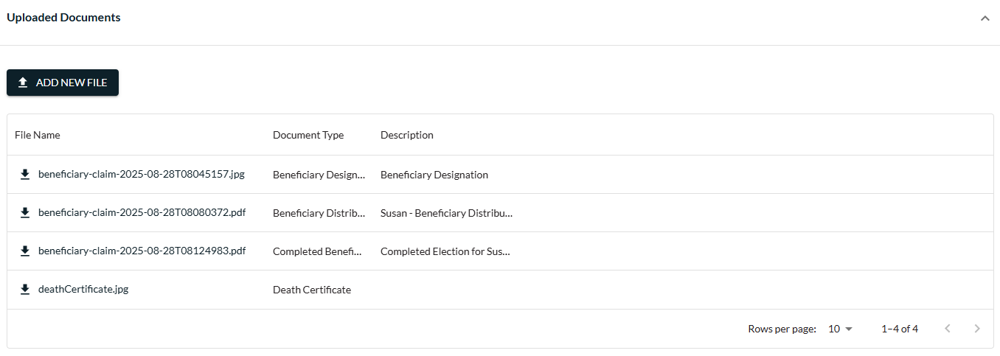 Uploaded Documents
ADD NEW FILE
File Name Document Type Description
beneficiary-claim-2025-08-28T08045157.jpg Beneficiary Design... Beneficiary Designation
beneficiary-claim-2025-08-28T08080372.pdf Beneficiary Distrib... Susan - Beneficiary Distribu...
beneficiary-claim-2025-08-28T08124983.pdf Completed Benefi... Completed Election for Sus...
deathCertificate.jpg Death Certificate
Rows per page: 10 1–4 of 4